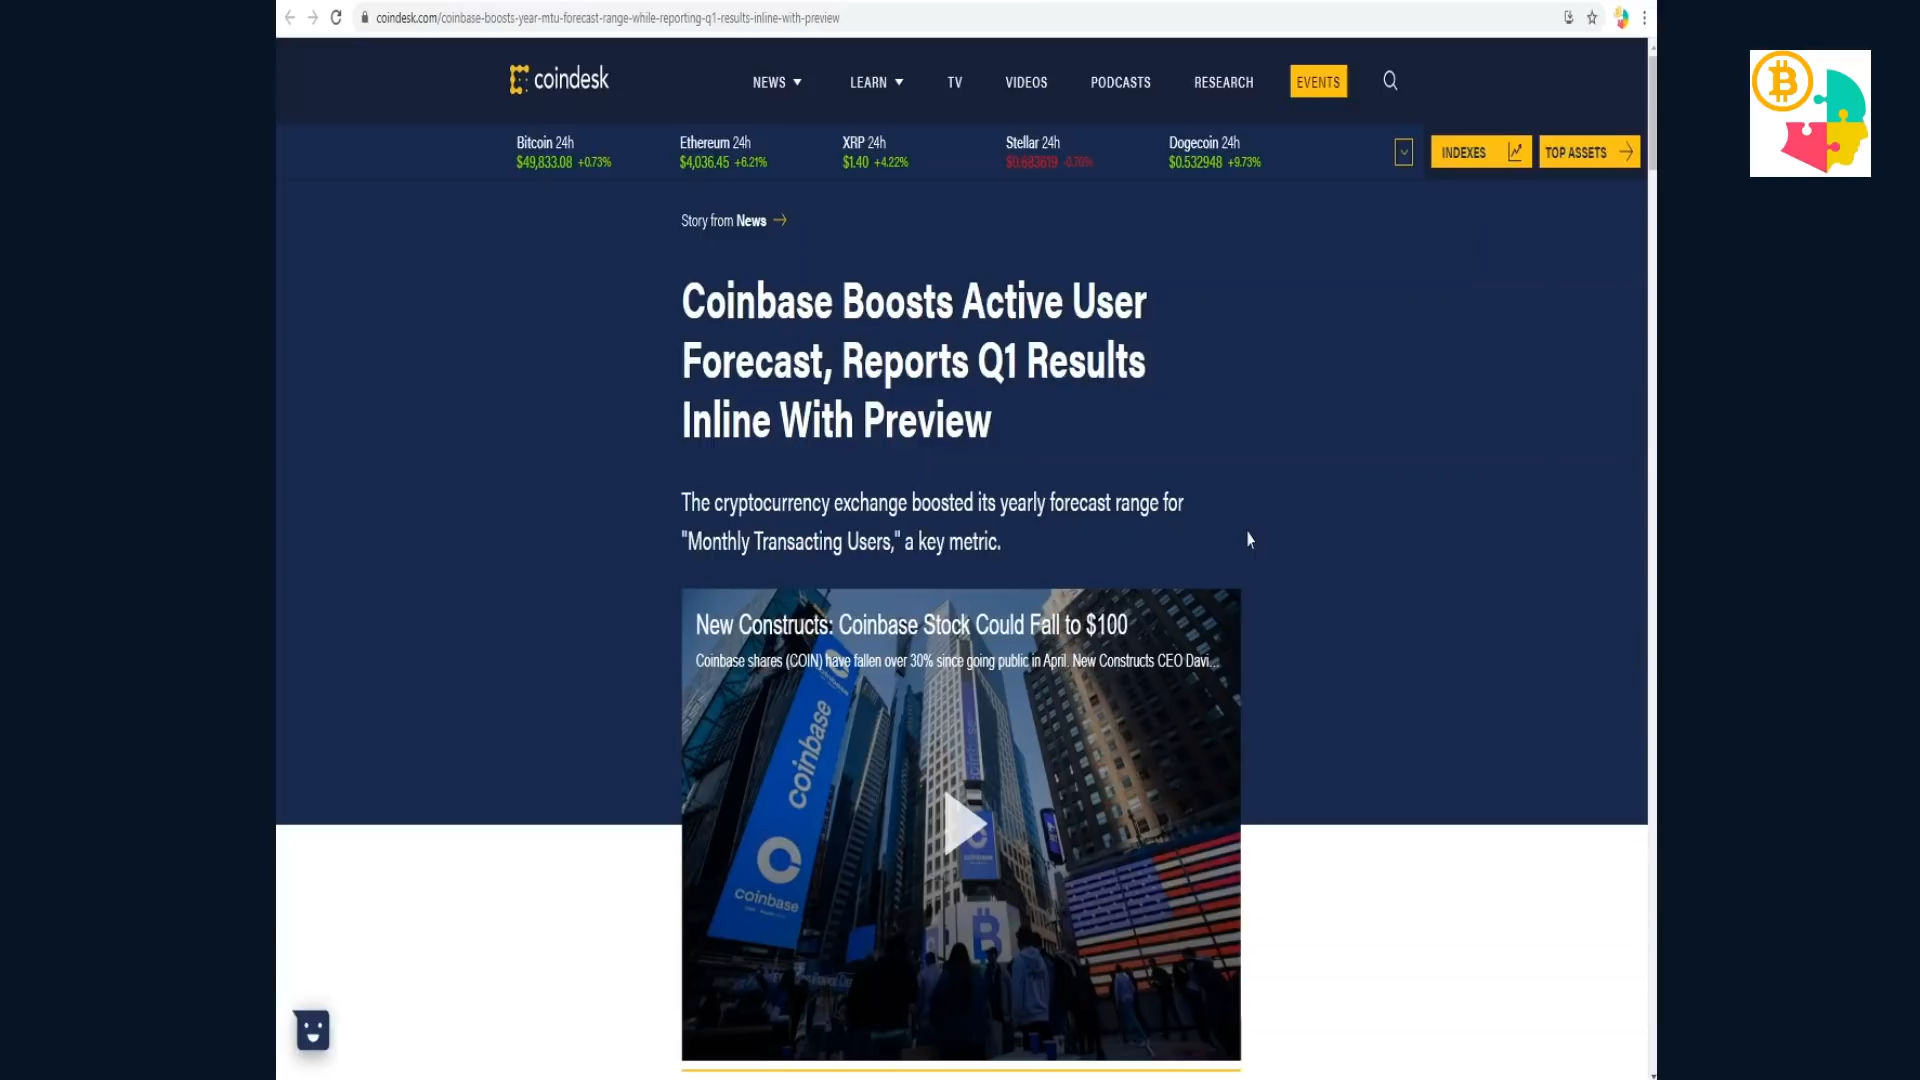 coindesk.com/coinbase-boosts-year-mtu-forecast-range-while-reporting-q1-results-inline-with-preview
coindesk
NEWS LEARN TV VIDEOS PODCASTS RESEARCH EVENTS
Bitcoin 24h Ethereum 24h XRP 24h Stellar 24h Dogecoin 24h
$49,833.08 +0.73% $4,036.45 +6.21% $1.40 +4.22% $0.683619 -0.70% $0.532948 +9.73%
INDEXES TOP ASSETS
Story from News
Coinbase Boosts Active User
Forecast, Reports Q1 Results
Inline With Preview
The cryptocurrency exchange boosted its yearly forecast range for
"Monthly Transacting Users," a key metric.
New Constructs: Coinbase Stock Could Fall to $100
Coinbase shares (COIN) have fallen over 30% since going public in April. New Constructs CEO Davi...
coinbase
coinbase